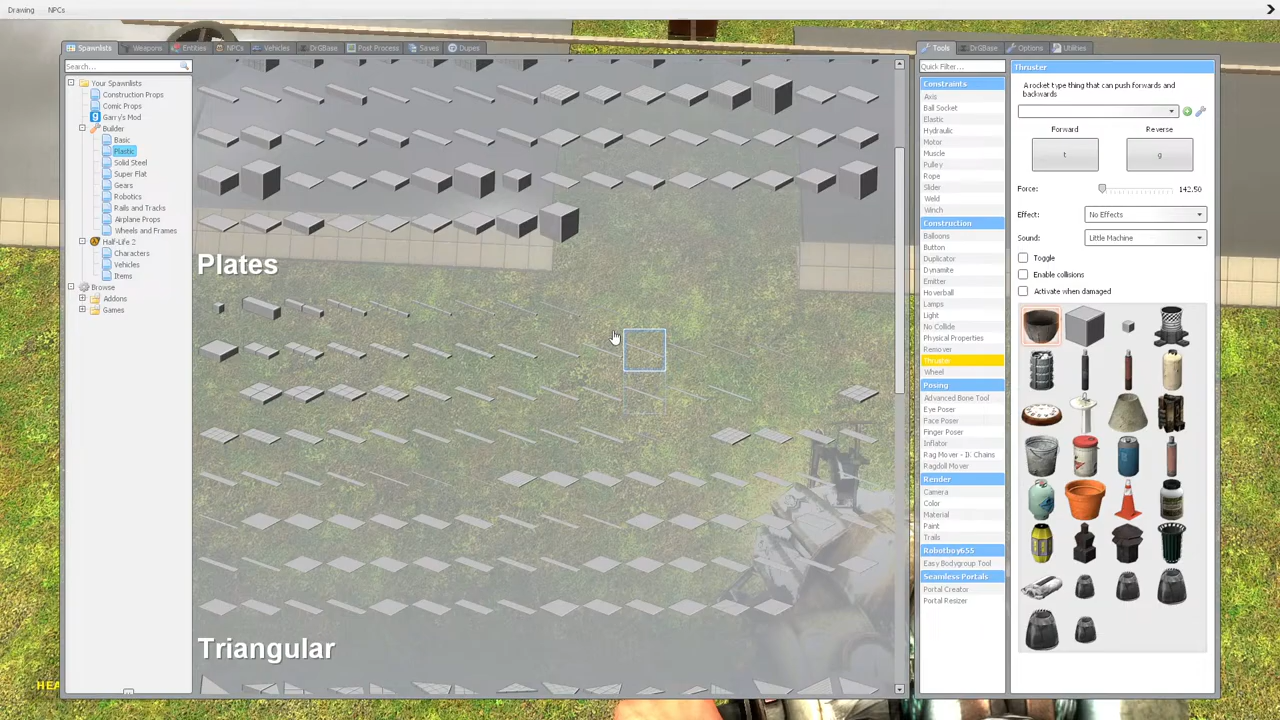 Drawing NPCs
Spawnlists Weapons Entities NPCs Vehicles DrGBase Post Process Saves Dupes
Search...
Your Spawnlists
Construction Props
Comic Props
Garry's Mod
Builder
Basic
Plastic
Solid Steel
Super Flat
Gears
Robotics
Rails and Tracks
Airplane Props
Wheels and Frames
Half-Life 2
Characters
Vehicles
Items
Browse
Addons
Games
Plates
Triangular
Tools DrGBase Options Utilities
Quick Filter...
Constraints
Axis
Ball Socket
Elastic
Hydraulic
Motor
Muscle
Pulley
Rope
Slider
Weld
Winch
Construction
Balloons
Button
Duplicator
Dynamite
Emitter
Hoverball
Lamps
Light
No Collide
Physical Properties
Remover
Thruster
Wheel
Posing
Advanced Bone Tool
Eye Poser
Face Poser
Finger Poser
Inflator
Rag Mover - IK Chains
Ragdoll Mover
Render
Camera
Color
Material
Paint
Trails
Robotboy655
Easy Bodygroup Tool
Seamless Portals
Portal Creator
Portal Resizer
Thruster
A rocket type thing that can push forwards and
backwards
Forward Reverse
t g
Force: 142.50
Effect: No Effects
Sound: Little Machine
Toggle
Enable collisions
Activate when damaged